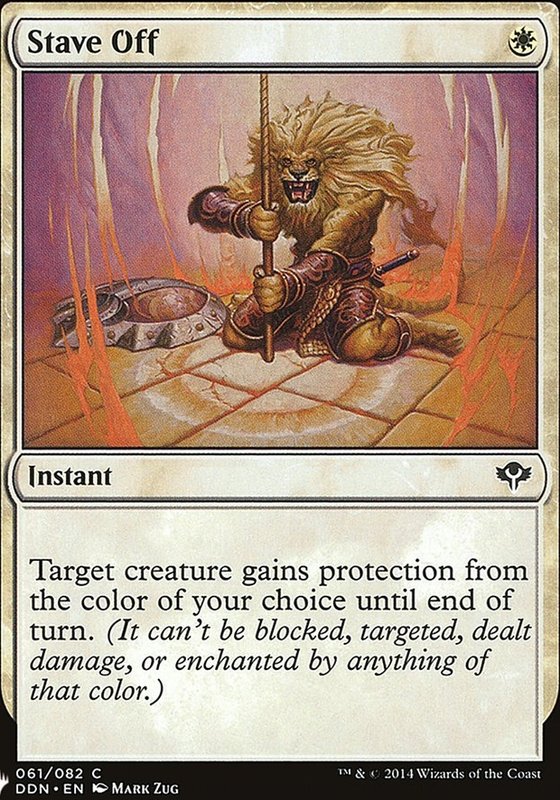 Stave Off
Instant
Target creature gains protection from
the color of your choice until end of
turn. (It can't be blocked, targeted, dealt
damage, or enchanted by anything of
that color.)
061/082 C
DDN • EN Mark Zug
™ & © 2014 Wizards of the Coast